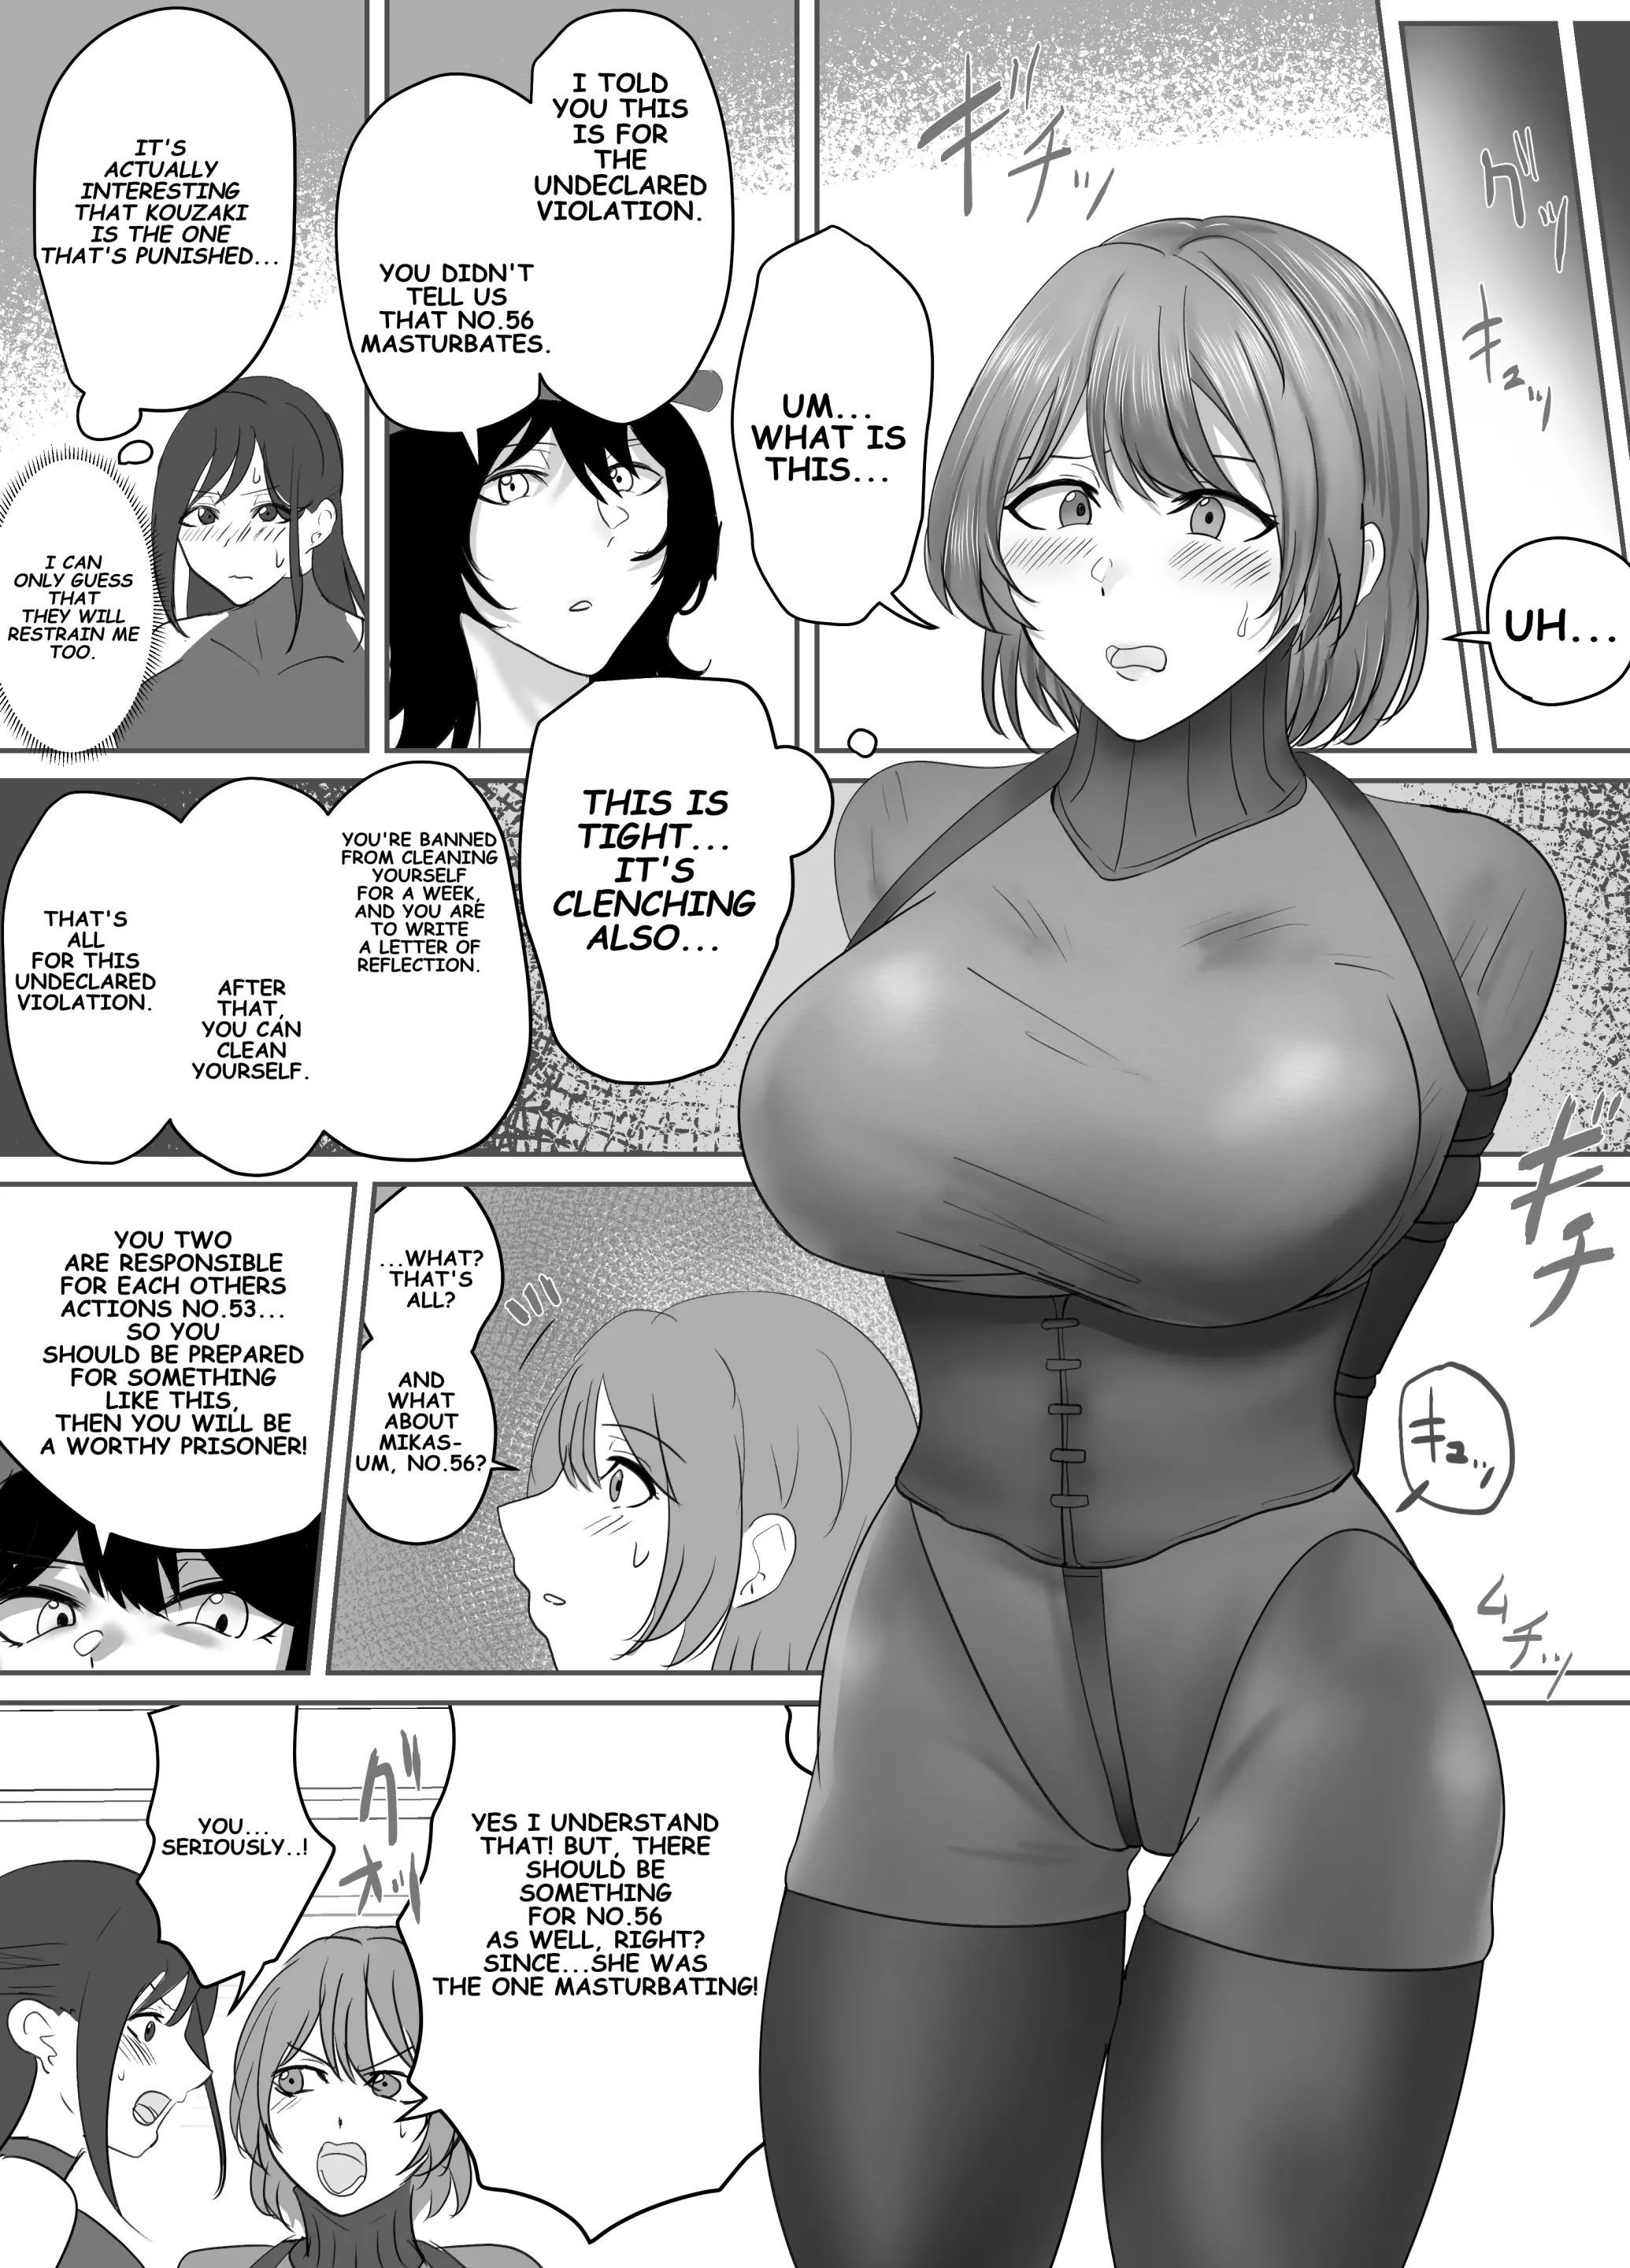 グッ
キュッ
UH...
ギチッ
UM...
WHAT IS
THIS...
I TOLD
YOU THIS
IS FOR
THE
UNDECLARED
VIOLATION.
YOU DIDN'T
TELL US
THAT NO.56
MASTURBATES.
IT'S
ACTUALLY
INTERESTING
THAT KOUZAKI
IS THE ONE
THAT'S PUNISHED...
I CAN
ONLY GUESS
THAT
THEY WILL
RESTRAIN ME
TOO.
THIS IS
TIGHT...
IT'S
CLENCHING
ALSO...
YOU'RE BANNED
FROM CLEANING
YOURSELF
FOR A WEEK,
AND YOU ARE
TO WRITE
A LETTER OF
REFLECTION.
AFTER
THAT,
YOU CAN
CLEAN
YOURSELF.
THAT'S
ALL
FOR THIS
UNDECLARED
VIOLATION.
ギチ
キュッ
ムチッ
...WHAT?
THAT'S
ALL?
AND
WHAT
ABOUT
MIKAS-
UM, NO.56?
YOU TWO
ARE RESPONSIBLE
FOR EACH OTHERS
ACTIONS NO.53...
SO YOU
SHOULD BE PREPARED
FOR SOMETHING
LIKE THIS,
THEN YOU WILL BE
A WORTHY PRISONER!
YES I UNDERSTAND
THAT! BUT, THERE
SHOULD BE
SOMETHING
FOR NO.56
AS WELL, RIGHT?
SINCE...SHE WAS
THE ONE MASTURBATING!
グオッ
YOU...
SERIOUSLY..!